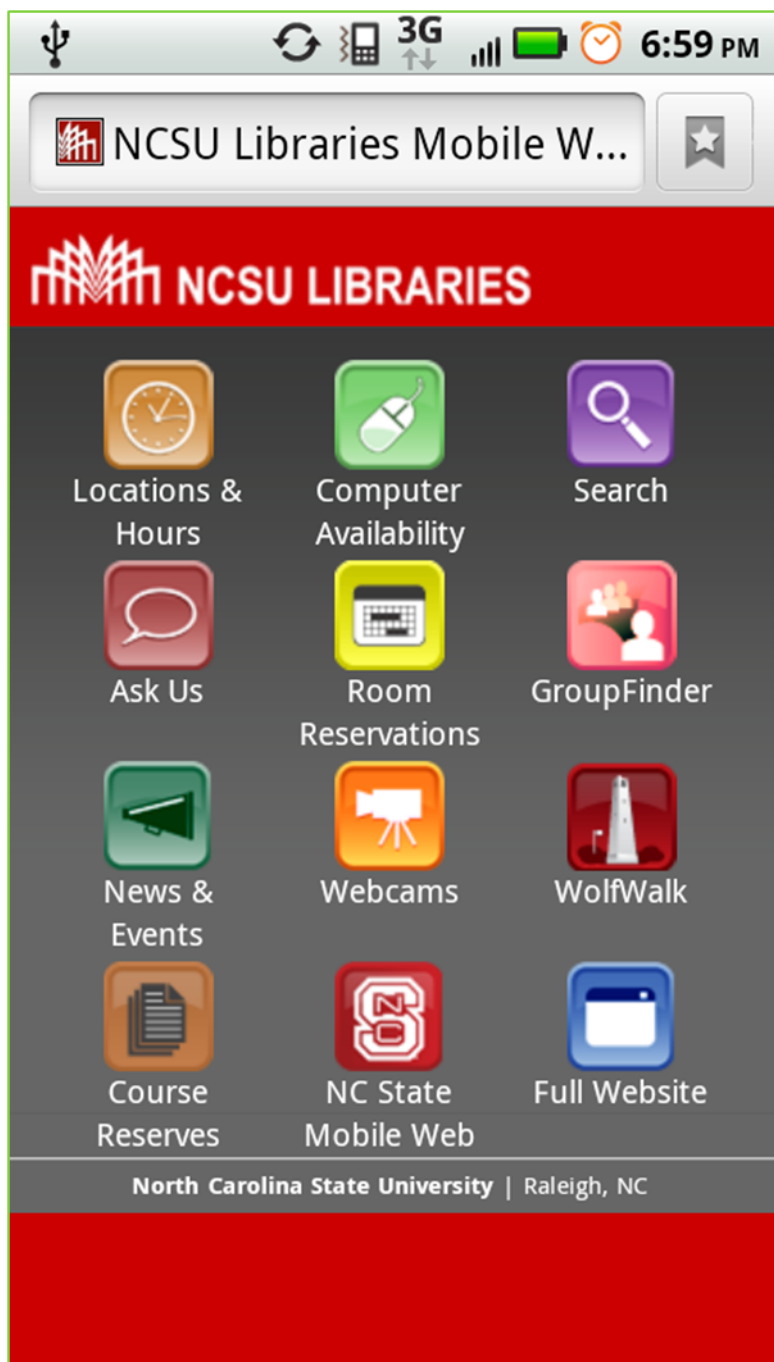 3G
6:59 PM
NCSU Libraries Mobile W...
NCSU LIBRARIES
Locations &
Hours
Computer
Availability
Search
Ask Us
Room
Reservations
GroupFinder
News &
Events
Webcams
WolfWalk
Course
Reserves
NC State
Mobile Web
Full Website
North Carolina State University | Raleigh, NC